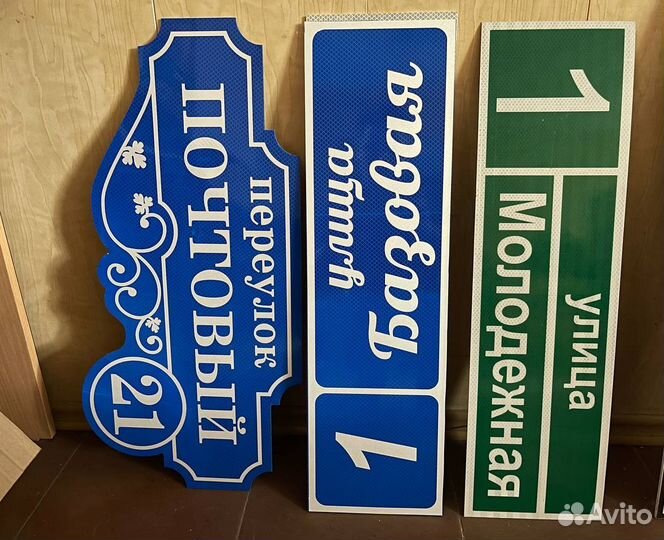 переулок
ПОЧТОВЫЙ
21
улица
Базовая
1
1
улица
Молодежная
Avito